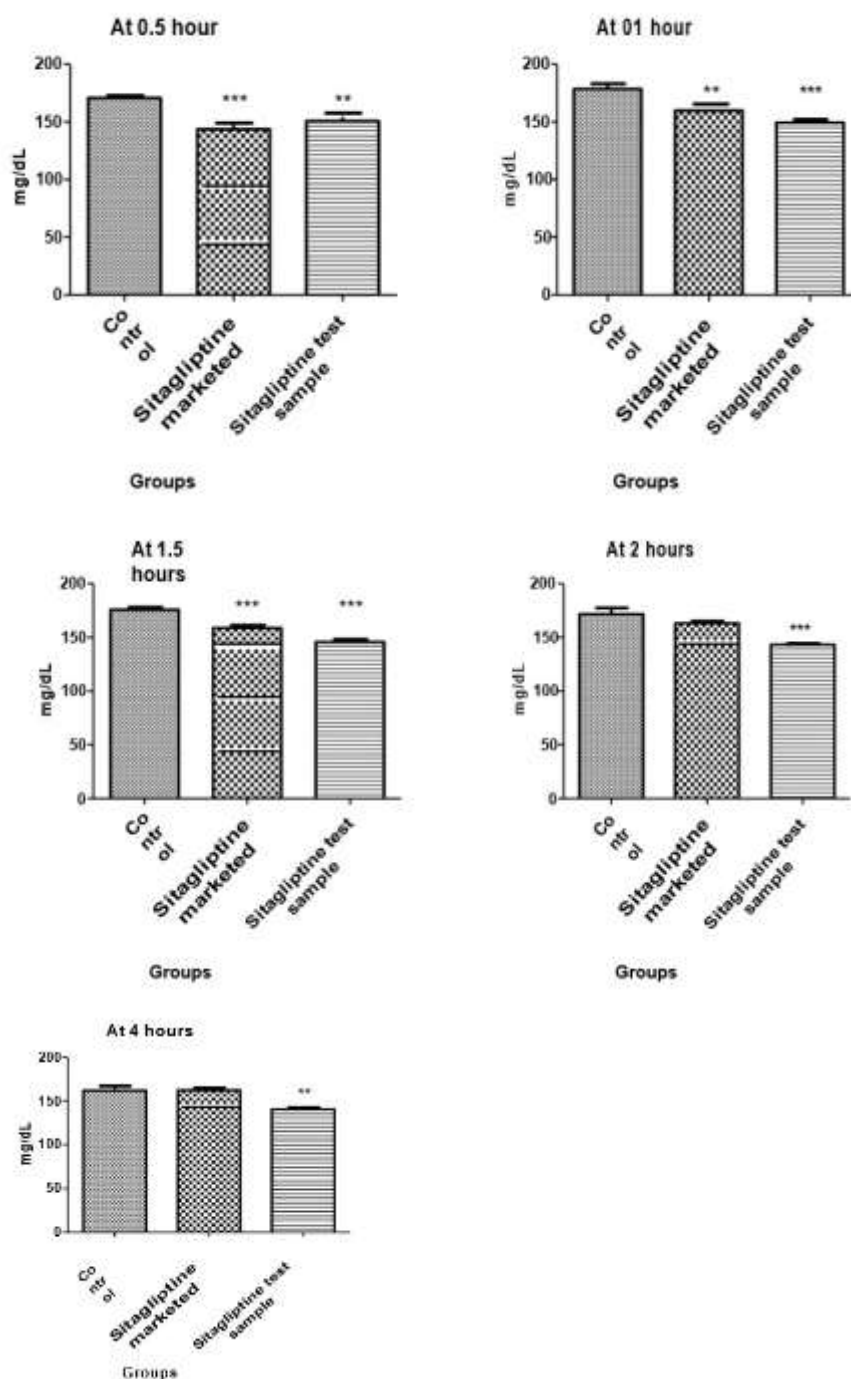 At 0.5 hour
200
150
100
50
0
mg/dL
***
**
Co
ntr
ol
Sitagliptine
marketed
Sitagliptine test
sample
Groups
At 01 hour
200
150
100
50
0
mg/dL
**
***
Co
ntr
ol
Sitagliptine
marketed
Sitagliptine test
sample
Groups
At 1.5
hours
200
150
100
50
0
mg/dL
***
***
Co
ntr
ol
Sitagliptine
marketed
Sitagliptine test
sample
Groups
At 2 hours
200
150
100
50
0
mg/dL
***
Co
ntr
ol
Sitagliptine
marketed
Sitagliptine test
sample
Groups
At 4 hours
200
150
100
50
0
mg/dL
**
Co
ntr
ol
Sitagliptine
marketed
Sitagliptine test
sample
Groups